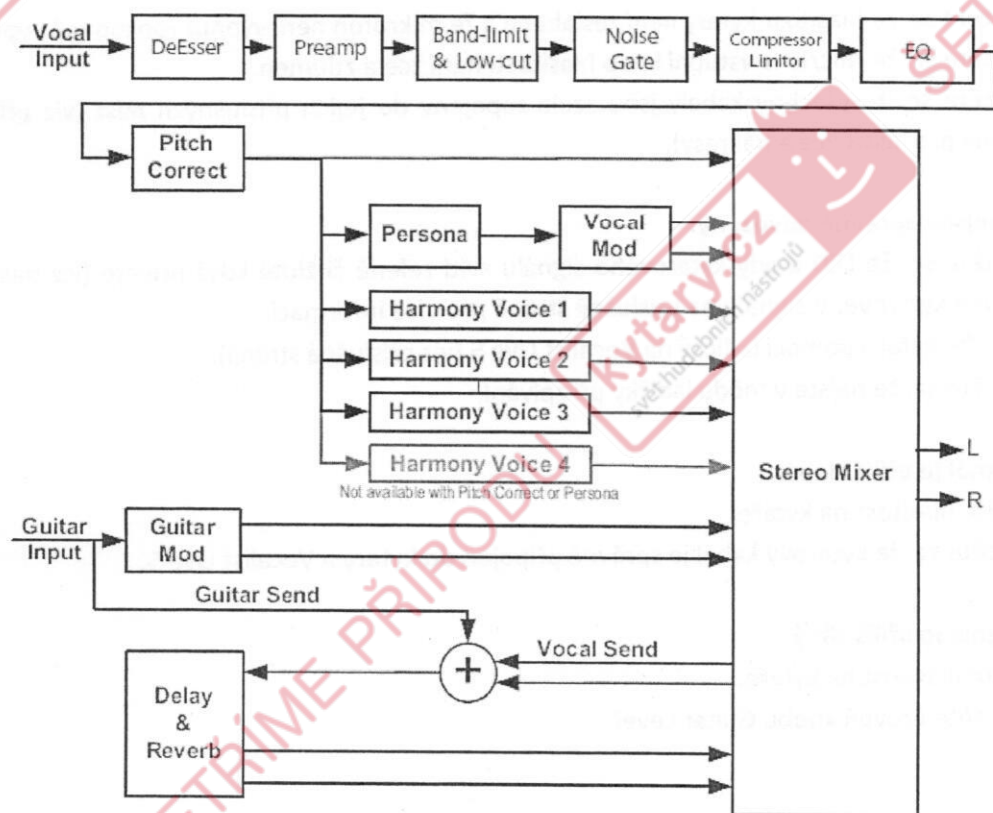 Vocal
Input
DeEsser
Preamp
Band-limit
& Low-cut
Noise
Gate
Compressor
Limitor
EQ
Pitch
Correct
Persona
Vocal
Mod
Harmony Voice 1
Harmony Voice 2
Harmony Voice 3
Harmony Voice 4
Not available with Pitch Correct or Persona
Stereo Mixer
L
R
Guitar
Input
Guitar
Mod
Guitar Send
Vocal Send
+
Delay
&
Reverb
kytary.cz
svět hudebních nástrojů
ŠETŘÍME PŘÍRODU
ŠET